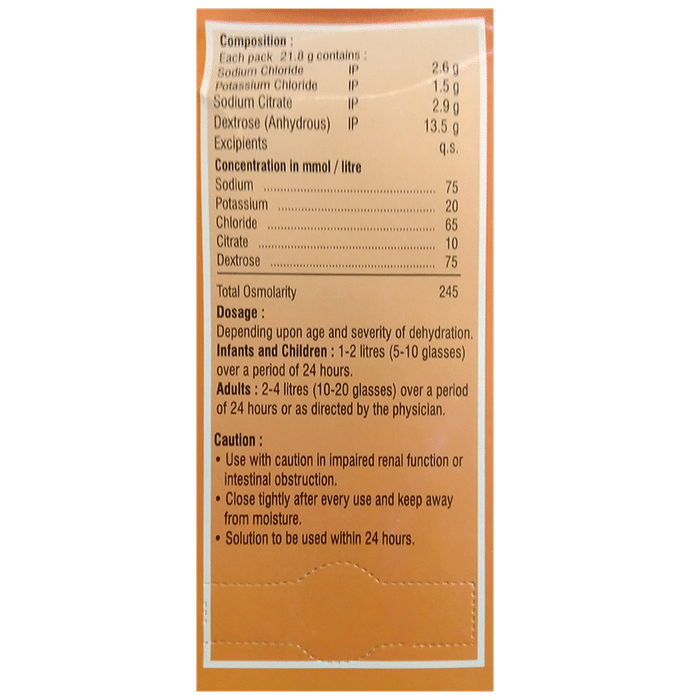 Composition :
Each pack 21.8 g contains :
Sodium Chloride IP 2.6 g
Potassium Chloride IP 1.5 g
Sodium Citrate IP 2.9 g
Dextrose (Anhydrous) IP 13.5 g
Excipients q.s.
Concentration in mmol / litre
Sodium ........................ 75
Potassium ........................ 20
Chloride ........................ 65
Citrate ........................ 10
Dextrose ........................ 75
Total Osmolarity 245
Dosage :
Depending upon age and severity of dehydration.
Infants and Children : 1-2 litres (5-10 glasses)
over a period of 24 hours.
Adults : 2-4 litres (10-20 glasses) over a period
of 24 hours or as directed by the physician.
Caution :
• Use with caution in impaired renal function or
intestinal obstruction.
• Close tightly after every use and keep away
from moisture.
• Solution to be used within 24 hours.